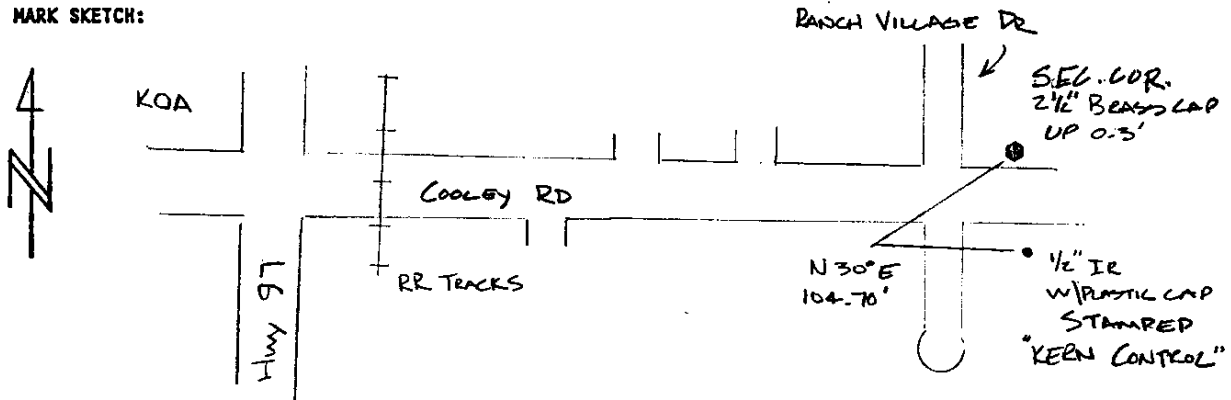 MARK SKETCH:
RANCH VILLAGE DR
KOA
N
SEC. COR.
2½" BRASS CAP
UP 0.3'
COOLEY RD
RR TRACKS
HWY 97
N 30° E
104.70'
½" IR
W/PLASTIC CAP
STAMPED
"KERN CONTROL"